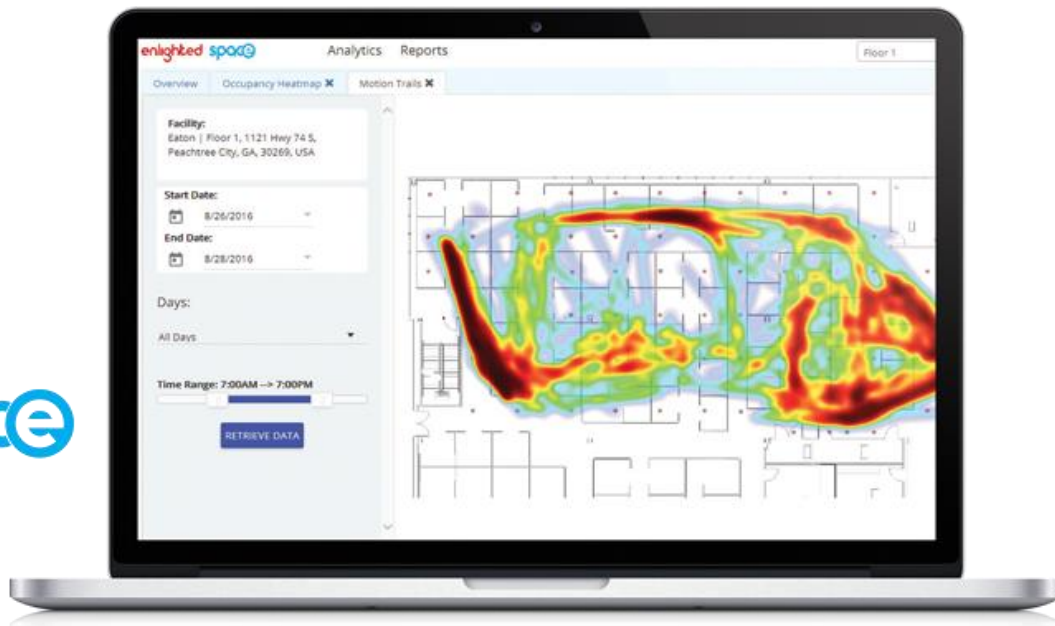 enlighted space
Analytics Reports
Floor 1
Overview Occupancy Heatmap ✖ Motion Trails ✖
Facility:
Eaton | Floor 1, 1121 Hwy 74 S,
Peachtree City, GA, 30269, USA
Start Date:
8/26/2016
End Date:
8/28/2016
Days:
All Days
Time Range: 7:00AM --> 7:00PM
RETRIEVE DATA
ce